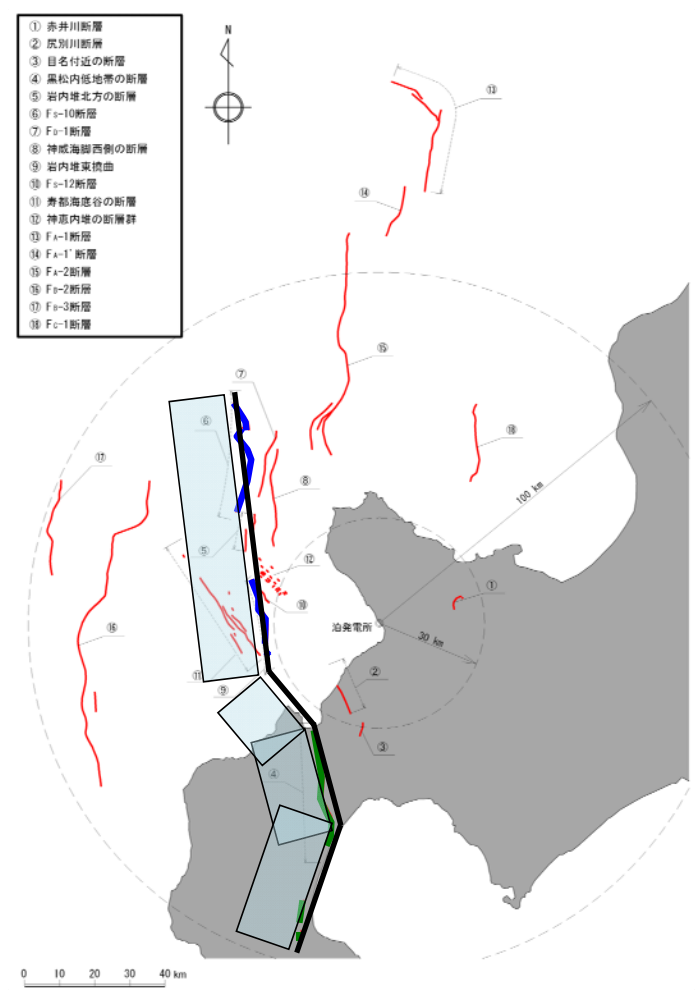 ① 赤井川断層
② 尻別川断層
③ 目名付近の断層
④ 黒松内低地帯の断層
⑤ 岩内堆北方の断層
⑥ Fs-10断層
⑦ FD-1断層
⑧ 神威海脚西側の断層
⑨ 岩内堆東撓曲
⑩ Fs-12断層
⑪ 寿都海底谷の断層
⑫ 神恵内堆の断層群
⑬ FA-1断層
⑭ FA-1'断層
⑮ FA-2断層
⑯ FB-2断層
⑰ FB-3断層
⑱ FC-1断層
N
⑬
⑭
⑮
⑦
⑥
⑱
⑰
⑧
100 km
⑤
⑫
①
⑩
泊発電所
⑯
30 km
⑪
②
⑨
③
④
0 10 20 30 40 km